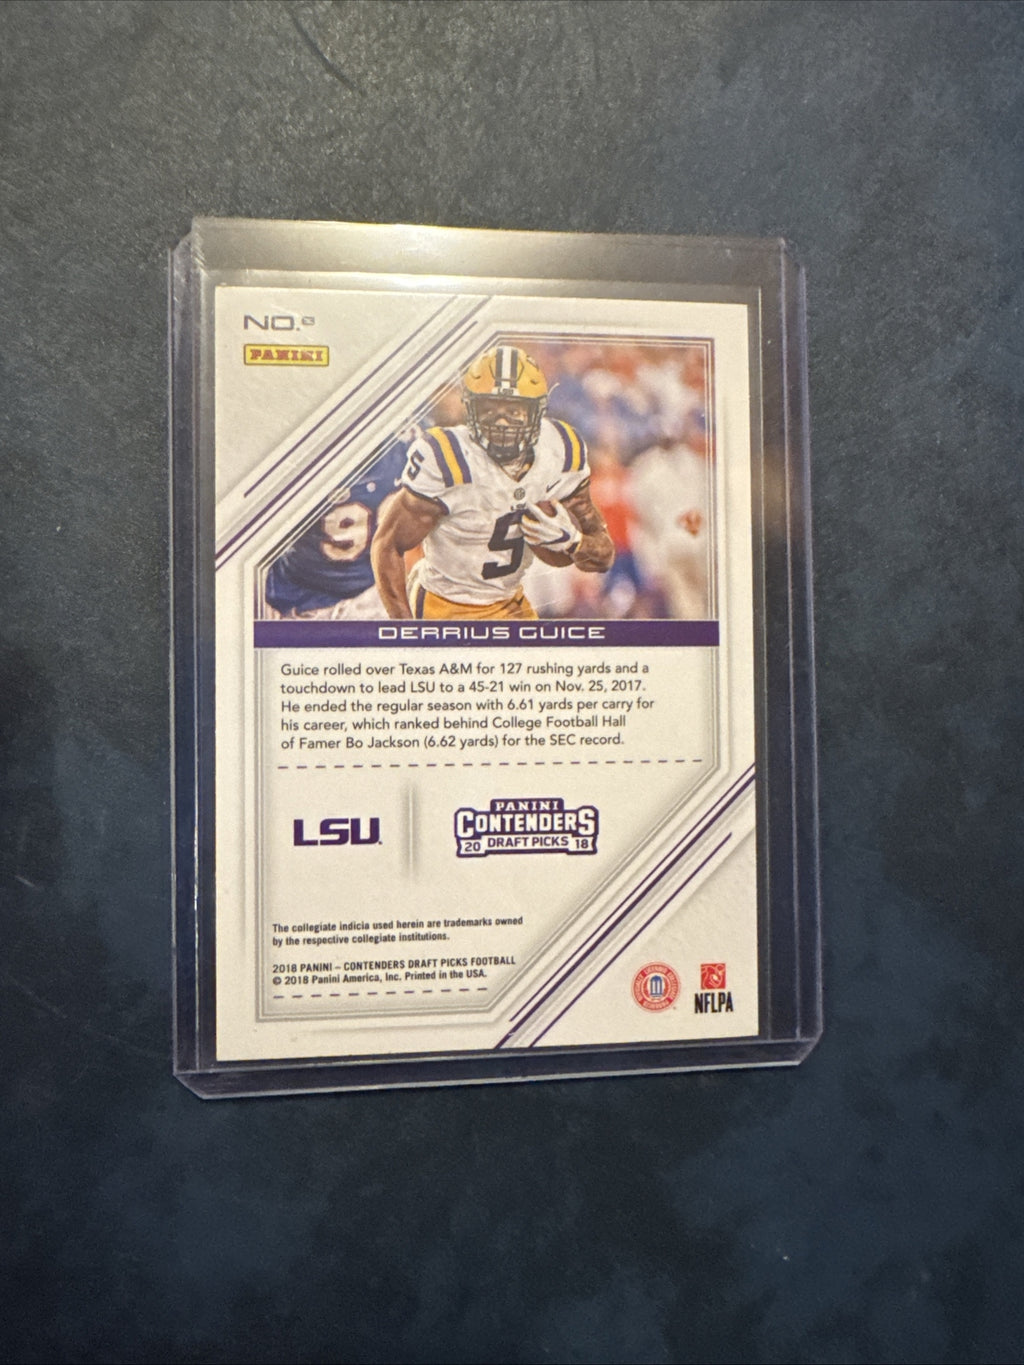 NO.
PANINI
5
5
9
DERRIUS GUICE
Guice rolled over Texas A&M for 127 rushing yards and a
touchdown to lead LSU to a 45-21 win on Nov. 25, 2017.
He ended the regular season with 6.61 yards per carry for
his career, which ranked behind College Football Hall
of Famer Bo Jackson (6.62 yards) for the SEC record.
LSU
PANINI
CONTENDERS
20 DRAFT PICKS 18
The collegiate indicia used herein are trademarks owned
by the respective collegiate institutions.
2018 PANINI – CONTENDERS DRAFT PICKS FOOTBALL
© 2018 Panini America, Inc. Printed in the USA.
NFLPA